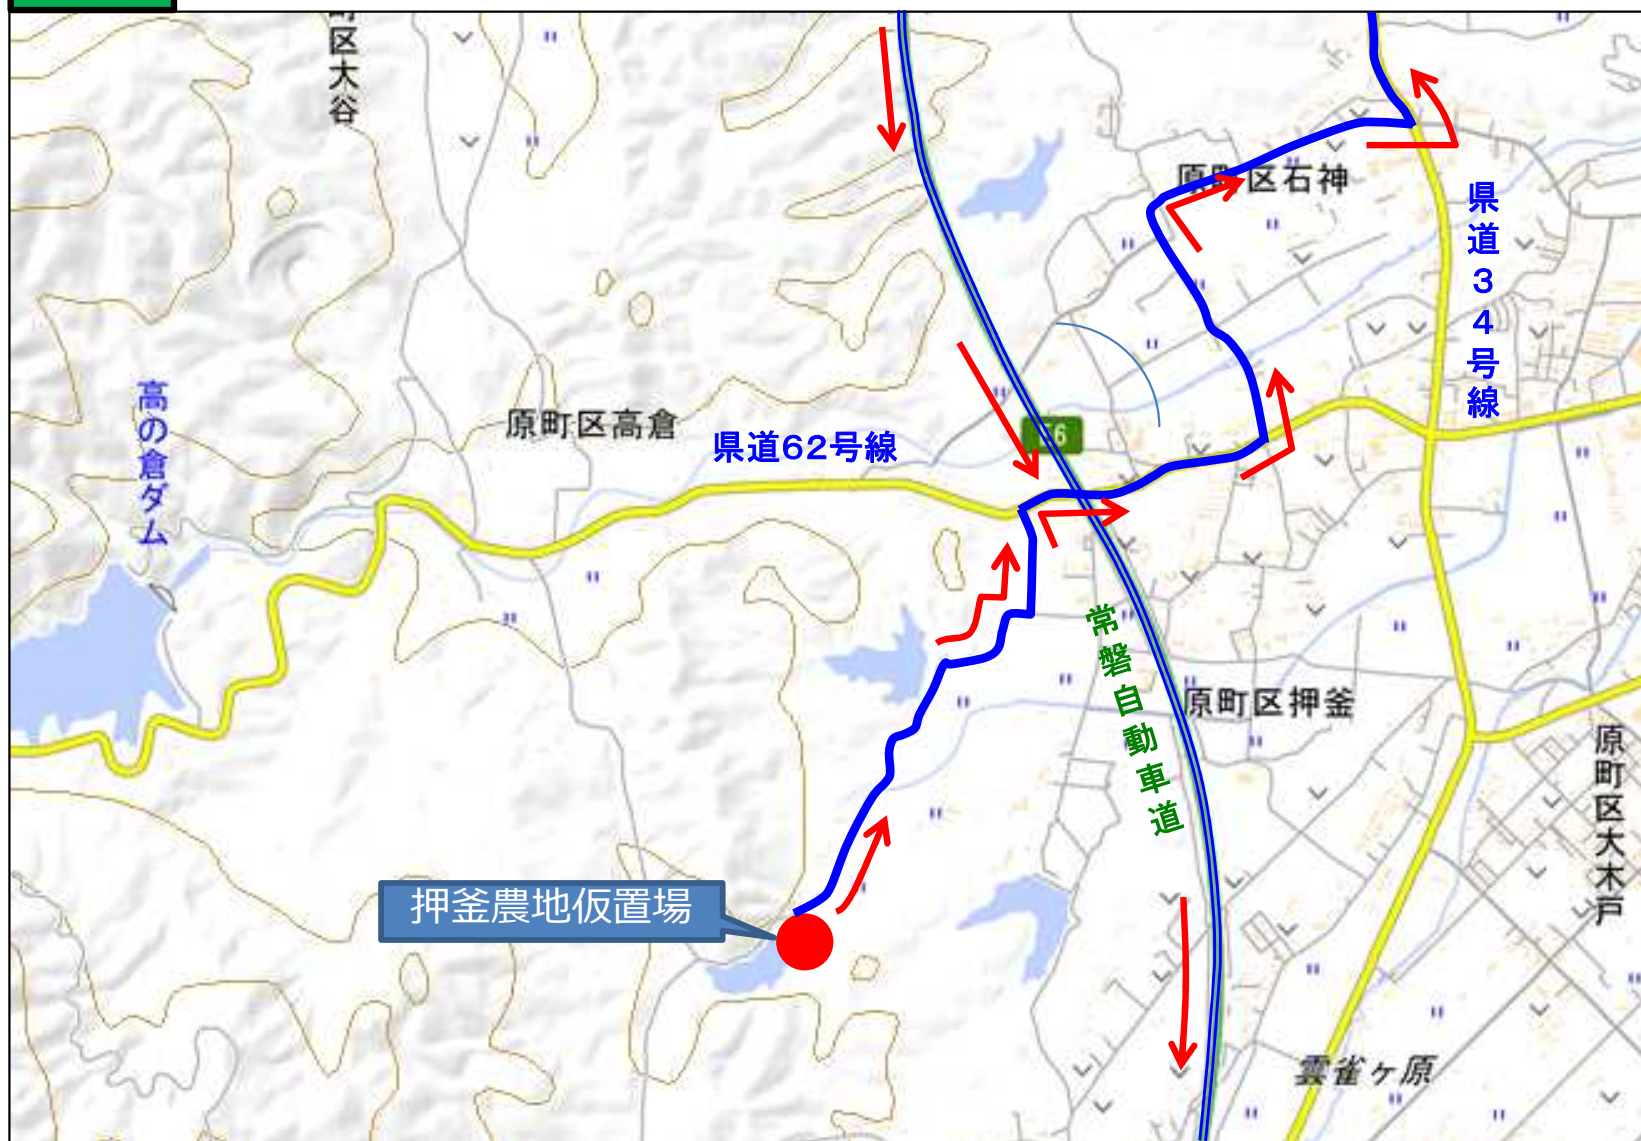 町区大谷
原町区石神
県道34号線
高の倉ダム
原町区高倉
県道62号線
E6
常磐自動車道
原町区押釜
原町区大木戸
押釜農地仮置場
雲雀ヶ原